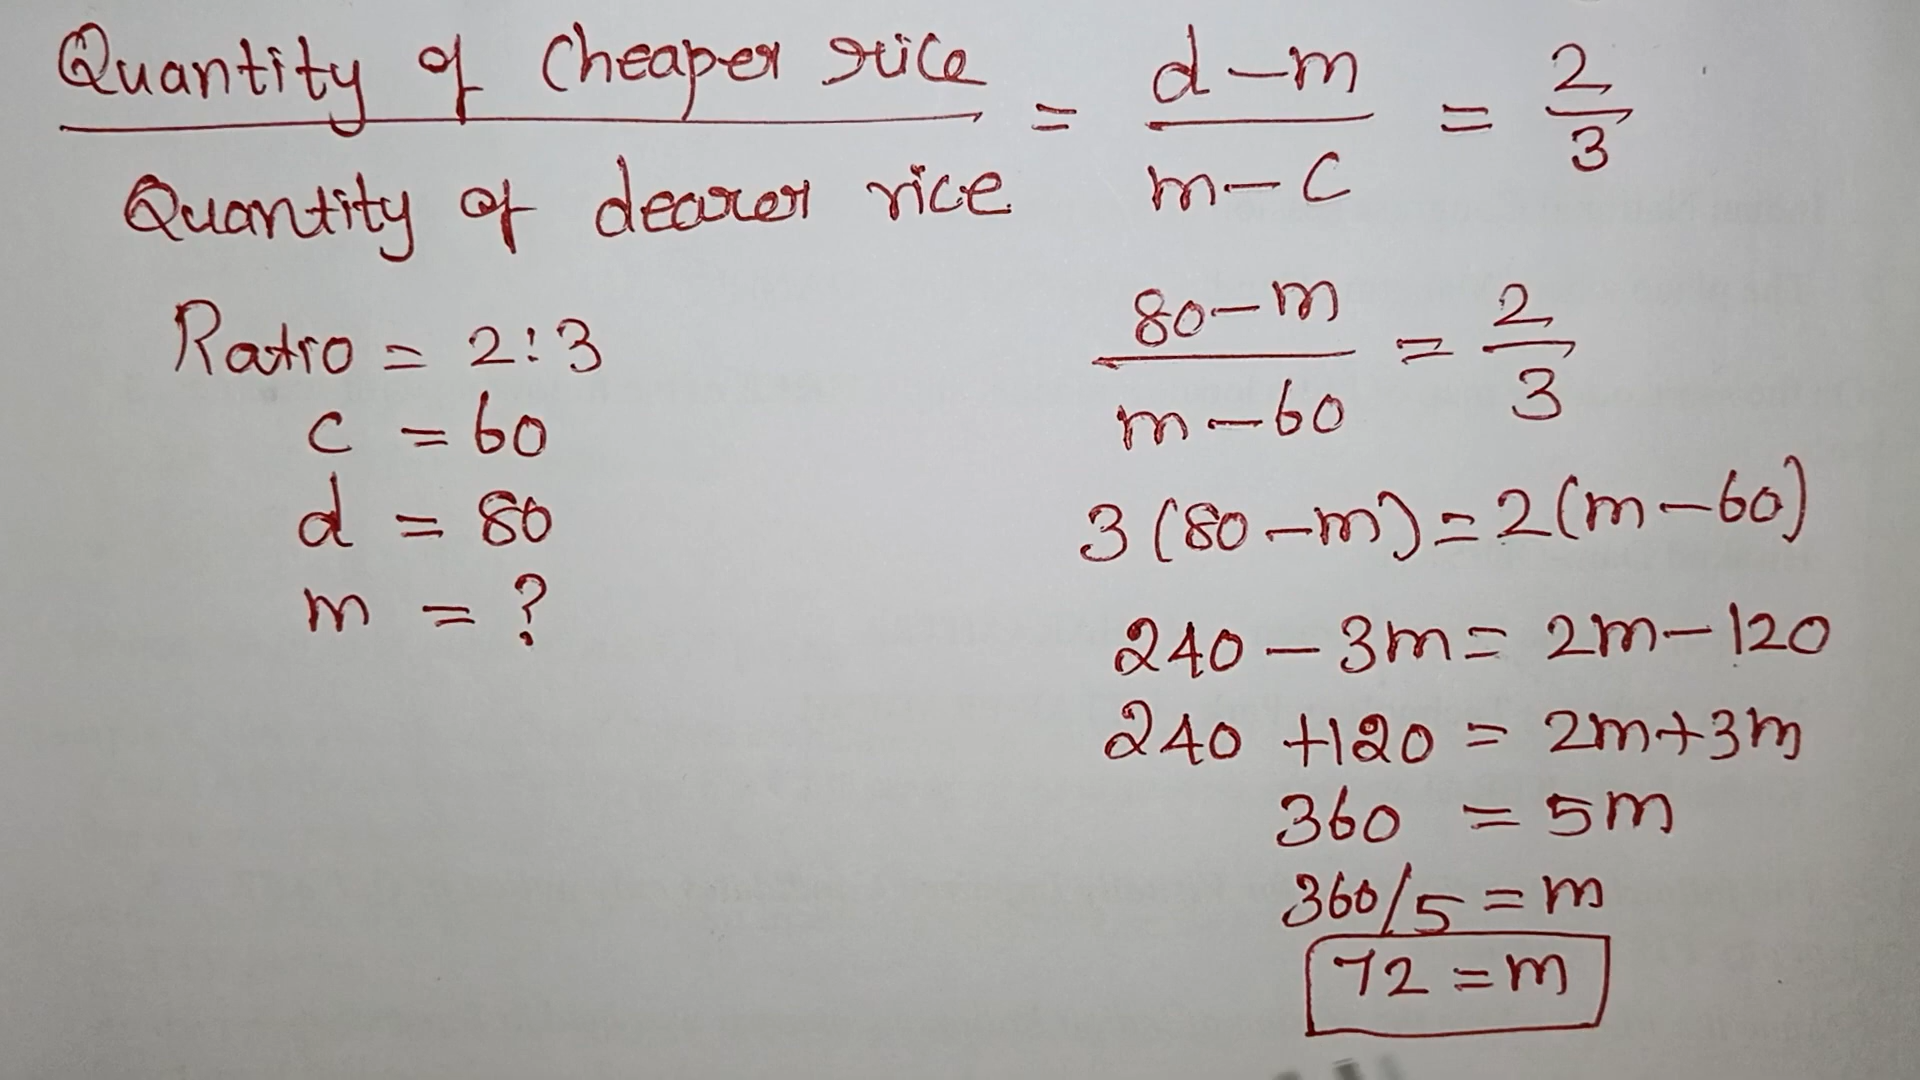 Quantity of Cheaper rice = d-m = 2
Quantity of dearer rice m-C 3
Ratio = 2:3
c = 60
d = 80
m = ?
80-m = 2
m-60 3
3(80-m)=2(m-60)
240-3m=2m-120
240 +120 = 2m+3m
360 = 5m
360/5=m
72=m